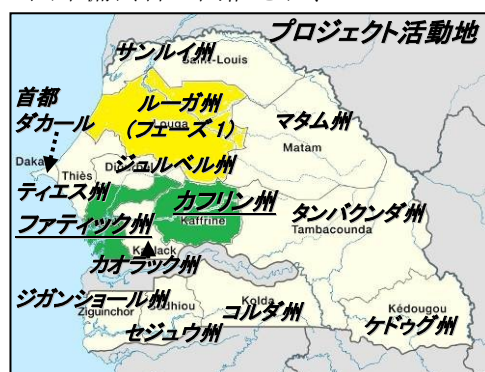 プロジェクト活動地
サンルイ州
Saint-Louis
首都
ダカール
ルーガ州
(フェーズ1)
Louga
マタム州
Matam
Thiès
ジュルベル州
ティエス州
カフリン州
Kaffrine
ファティック州
タンバクンダ州
Tambacounda
カオラック州
ジガンショール州
Ziguinchor
コルダ州
Kolda
セジュウ州
Kédougou
ケドゥグ州